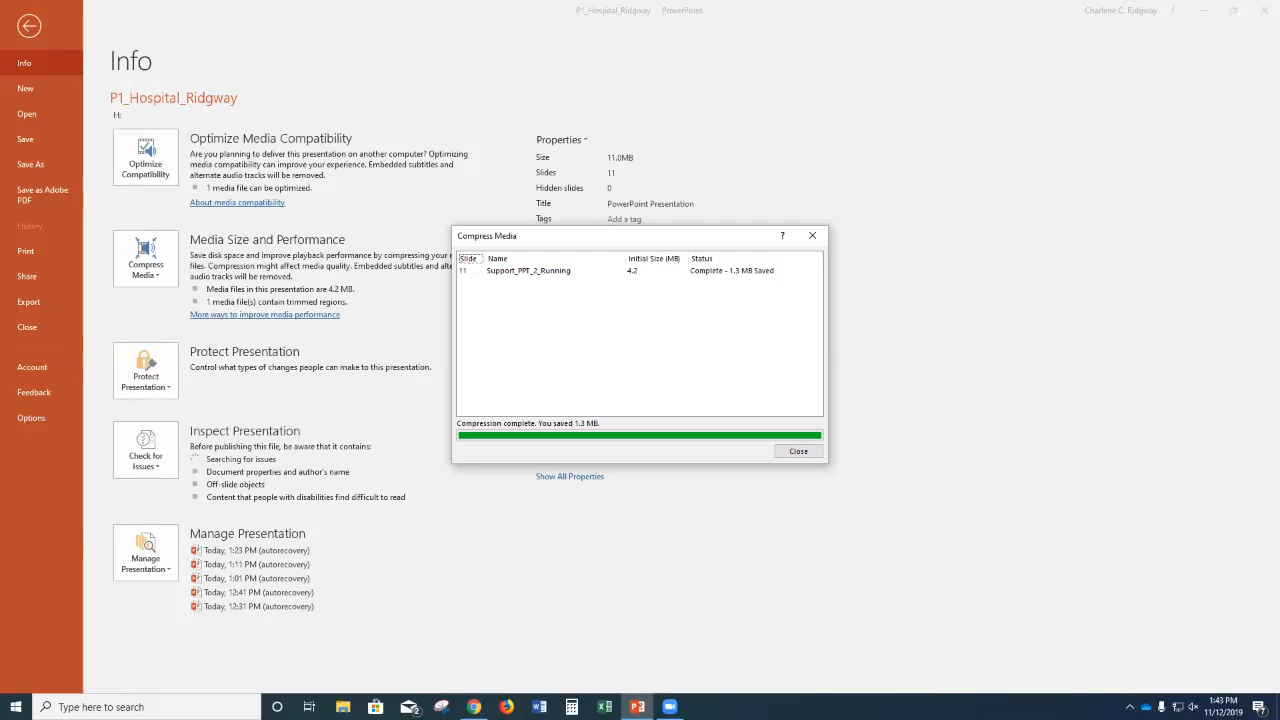 P1_Hospital_Ridgway PowerPoint
Charlene C. Ridgway
Info
New
Open
Save
Save As
Save as Adobe
PDF
History
Print
Share
Export
Close
Account
Feedback
Options
Info
P1_Hospital_Ridgway
H:
Optimize
Compatibility
Optimize Media Compatibility
Are you planning to deliver this presentation on another computer? Optimizing
media compatibility can improve your experience. Embedded subtitles and
alternate audio tracks will be removed.
1 media file can be optimized.
About media compatibility
Compress
Media
Media Size and Performance
Save disk space and improve playback performance by compressing your
files. Compression might affect media quality. Embedded subtitles and
audio tracks will be removed.
Media files in this presentation are 4.2 MB.
1 media file(s) contain trimmed regions.
More ways to improve media performance
Protect
Presentation
Protect Presentation
Control what types of changes people can make to this presentation.
Check for
Issues
Inspect Presentation
Before publishing this file, be aware that it contains:
Searching for issues
Document properties and author's name
Off-slide objects
Content that people with disabilities find difficult to read
Manage
Presentation
Manage Presentation
Today, 1:23 PM (autorecovery)
Today, 1:11 PM (autorecovery)
Today, 1:01 PM (autorecovery)
Today, 12:41 PM (autorecovery)
Today, 12:31 PM (autorecovery)
Properties
Size 11.0MB
Slides 11
Hidden slides 0
Title PowerPoint Presentation
Tags Add a tag
Compress Media ?
Slide Name Initial Size (MB) Status
11 Support_PPT_2_Running 4.2 Complete - 1.3 MB Saved
Compression complete. You saved 1.3 MB.
Close
Show All Properties
Type here to search
1:43 PM
11/12/2019